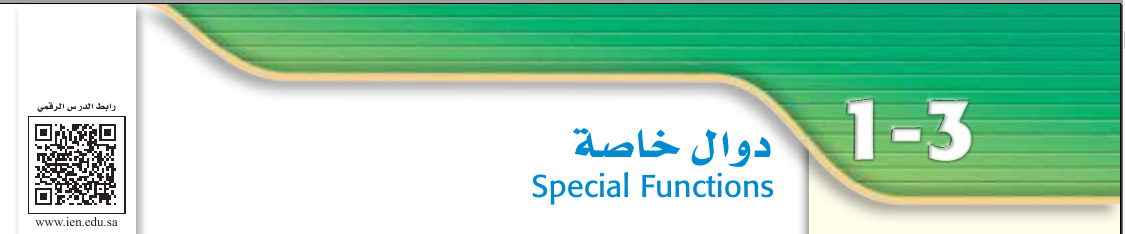 1-3
دوال خاصة
Special Functions
رابط الدرس الرقمي
www.ien.edu.sa